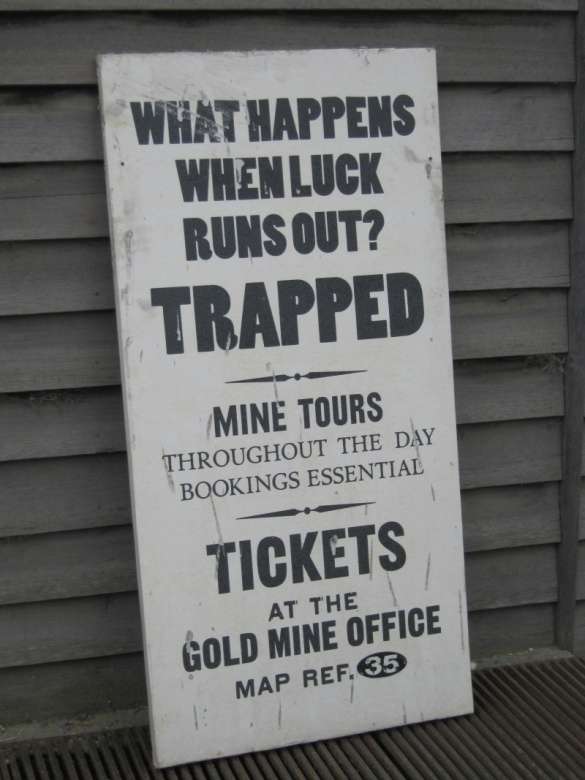 WHAT HAPPENS
WHEN LUCK
RUNS OUT?
TRAPPED
MINE TOURS
THROUGHOUT THE DAY
BOOKINGS ESSENTIAL
TICKETS
AT THE
GOLD MINE OFFICE
MAP REF. 35